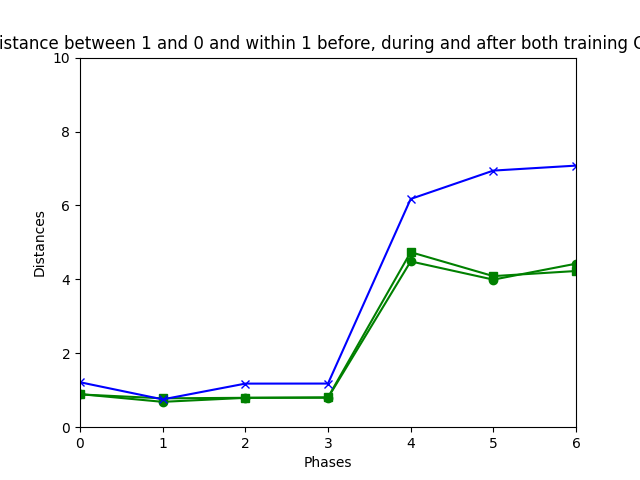 istance between 1 and 0 and within 1 before, during and after both training
10
8
6
4
2
0
Distances
0 1 2 3 4 5 6
Phases